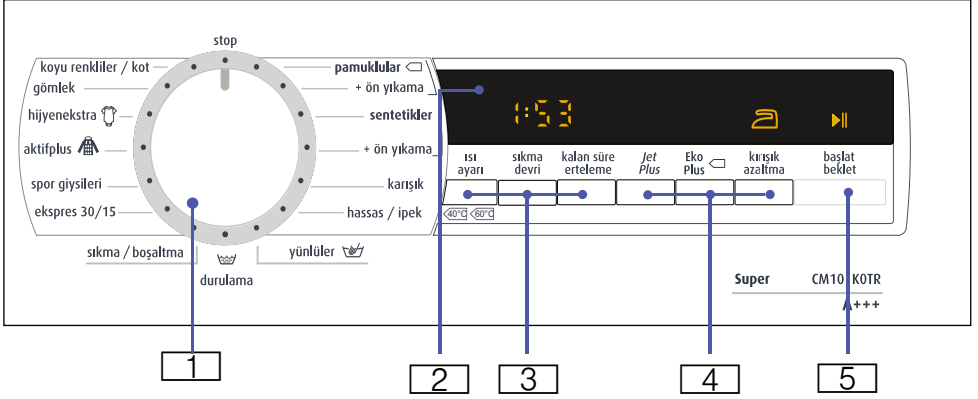 stop
koyu renkliler / kot
gömlek
hijyenekstra
aktifplus
spor giysileri
ekspres 30/15
sıkma / boşaltma
durulama
pamuklular
+ ön yıkama
sentetikler
+ ön yıkama
karışık
hassas / ipek
yünlüler
1:53
ısı ayarı
sıkma devri
kalan süre erteleme
Jet Plus
Eko Plus
kırışık azaltma
başlat beklet
40°C 60°C
Super CM10 K0TR
A+++
1 2 3 4 5